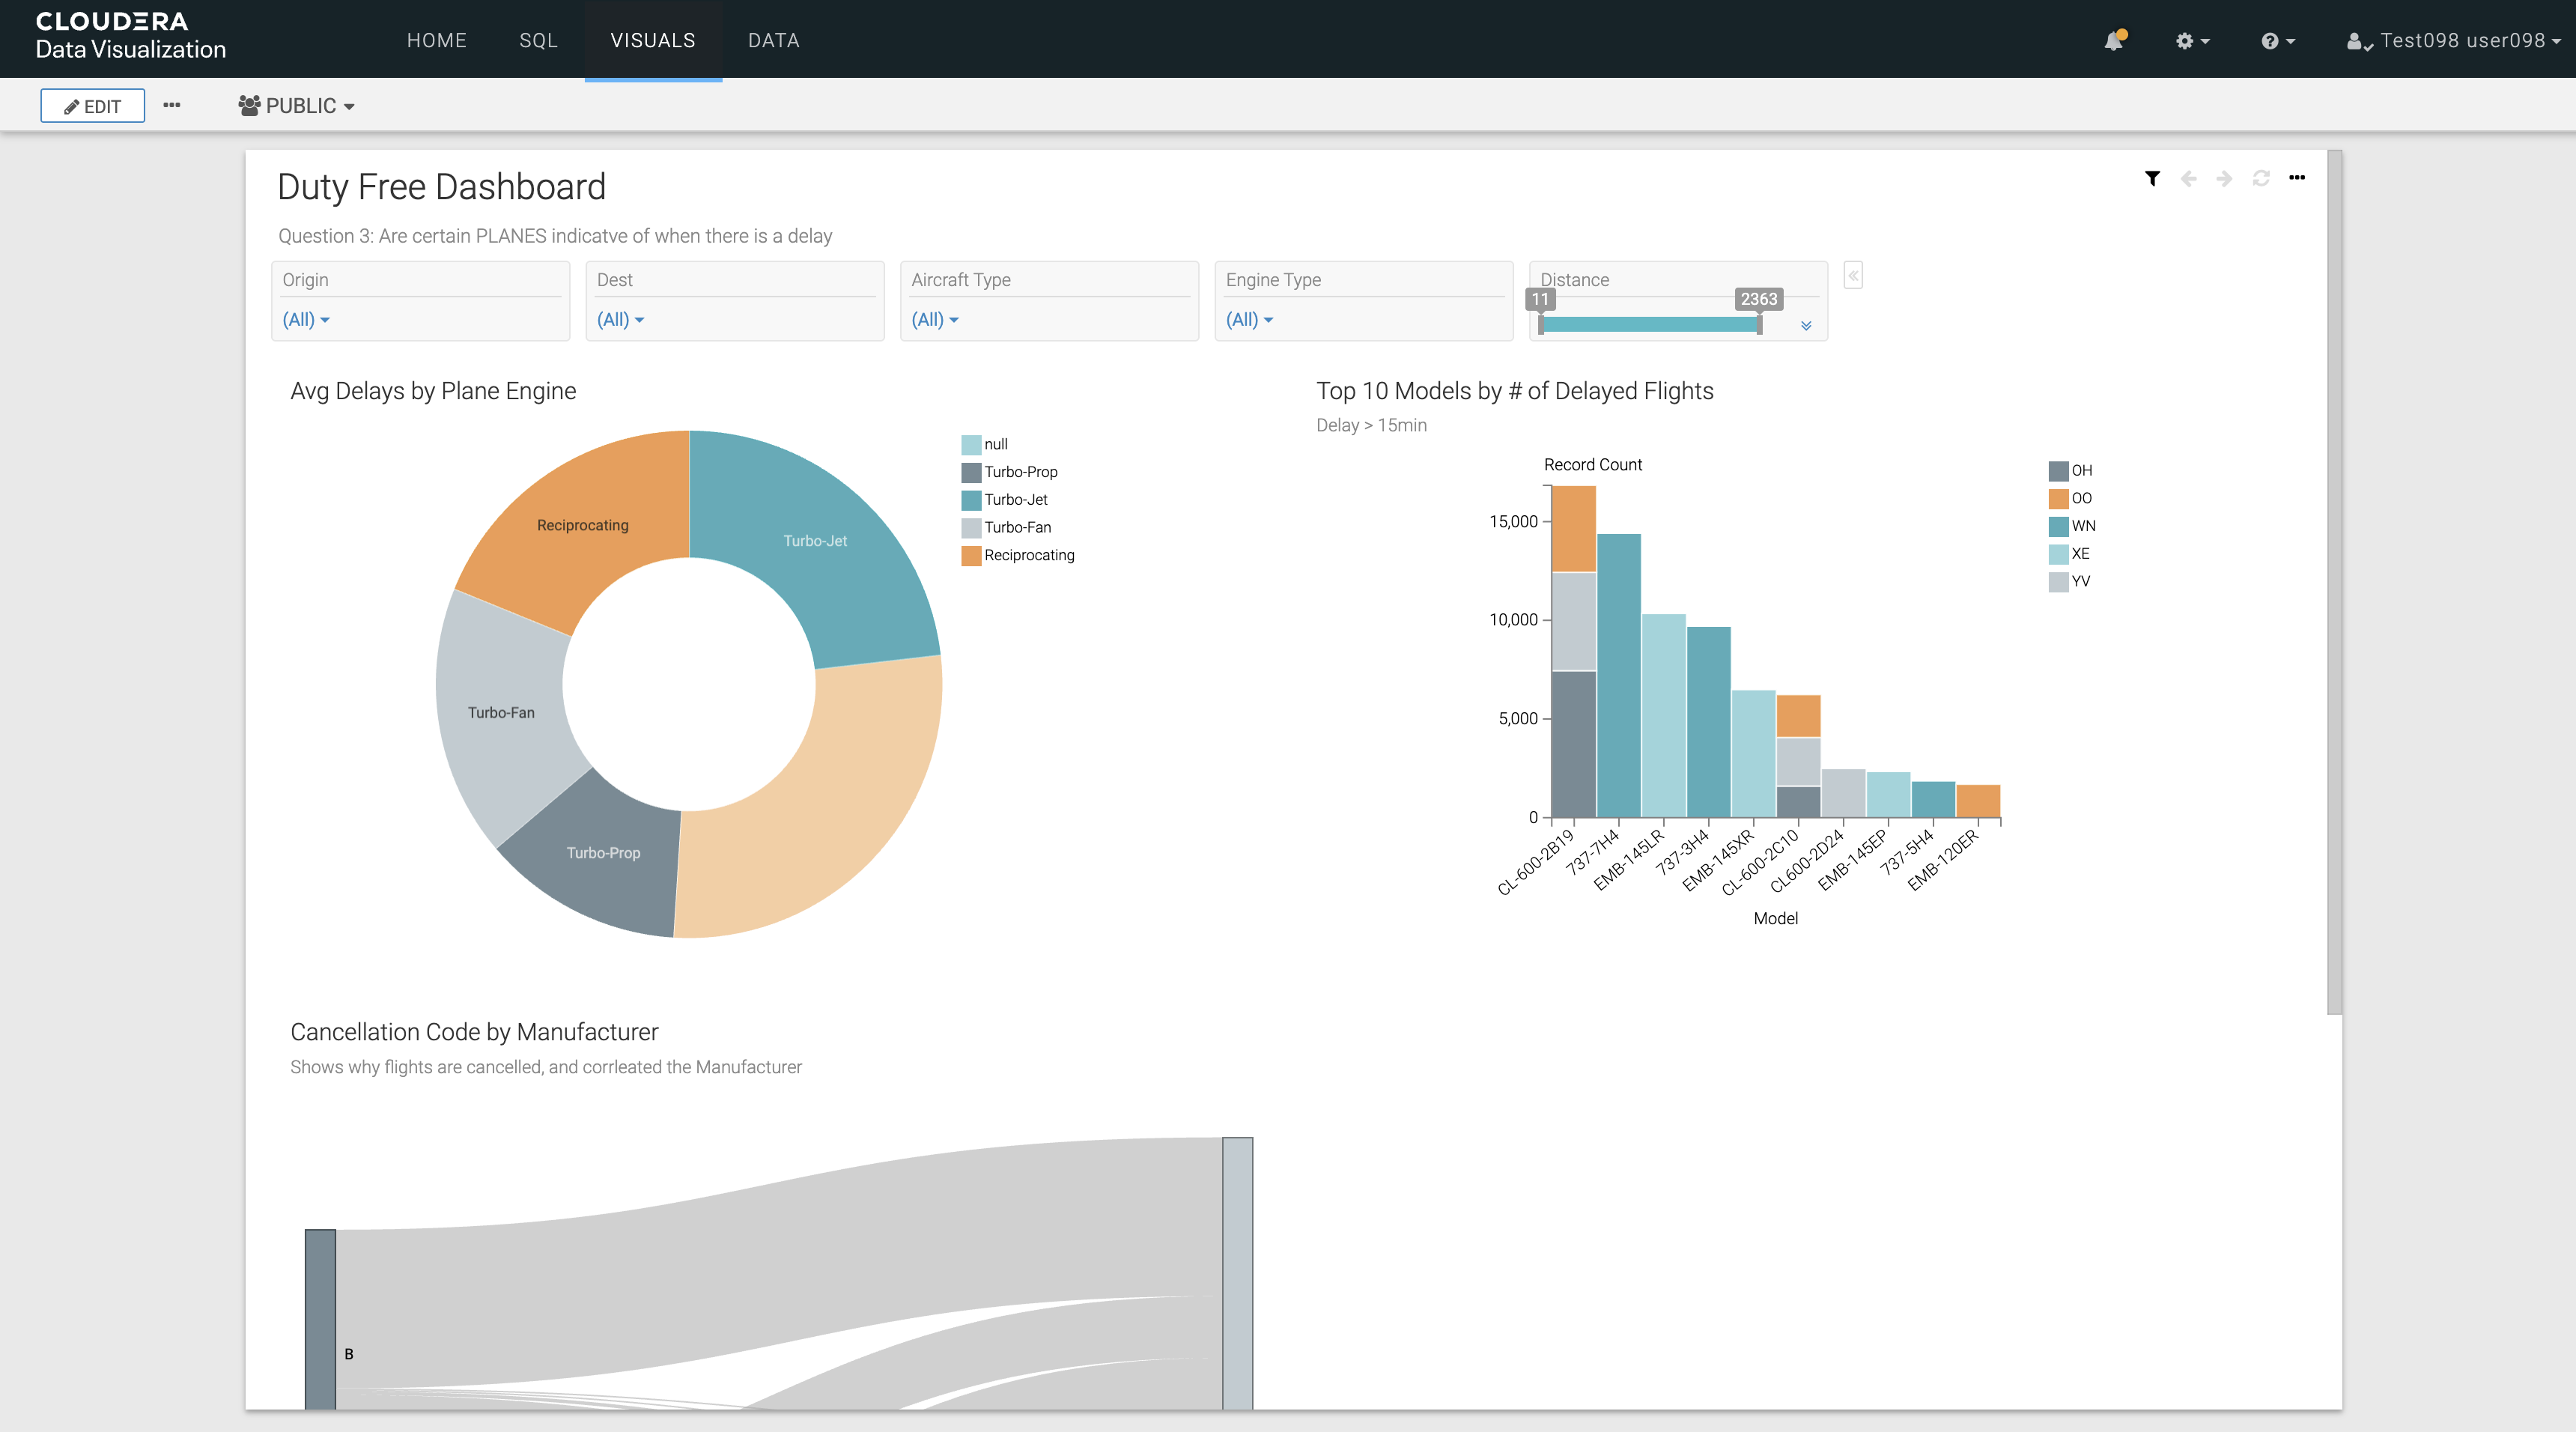 CLOUDERA
Data Visualization
HOME SQL VISUALS DATA
Test098 user098
EDIT
PUBLIC
Duty Free Dashboard
Question 3: Are certain PLANES indicatve of when there is a delay
Origin Dest Aircraft Type Engine Type Distance
11 2363
(All) (All) (All) (All)
Avg Delays by Plane Engine
Reciprocating
Turbo-Jet
Turbo-Fan
Turbo-Prop
null
Turbo-Prop
Turbo-Jet
Turbo-Fan
Reciprocating
Top 10 Models by # of Delayed Flights
Delay > 15min
Record Count
15,000
10,000
5,000
0
CL-600-2B19
737-7H4
EMB-145LR
737-3H4
EMB-145XR
CL-600-2C10
CL600-2D24
EMB-145EP
737-5H4
EMB-120ER
Model
OH
OO
WN
XE
YV
Cancellation Code by Manufacturer
Shows why flights are cancelled, and corrleated the Manufacturer
B